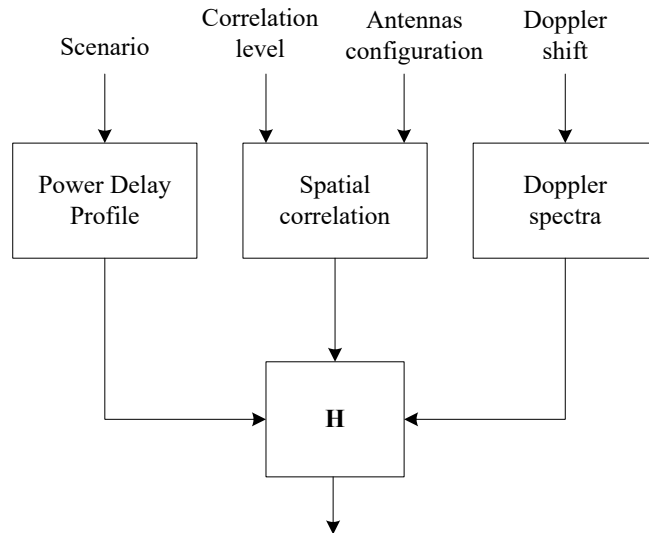 Scenario
Correlation
level
Antennas
configuration
Doppler
shift
Power Delay
Profile
Spatial
correlation
Doppler
spectra
H